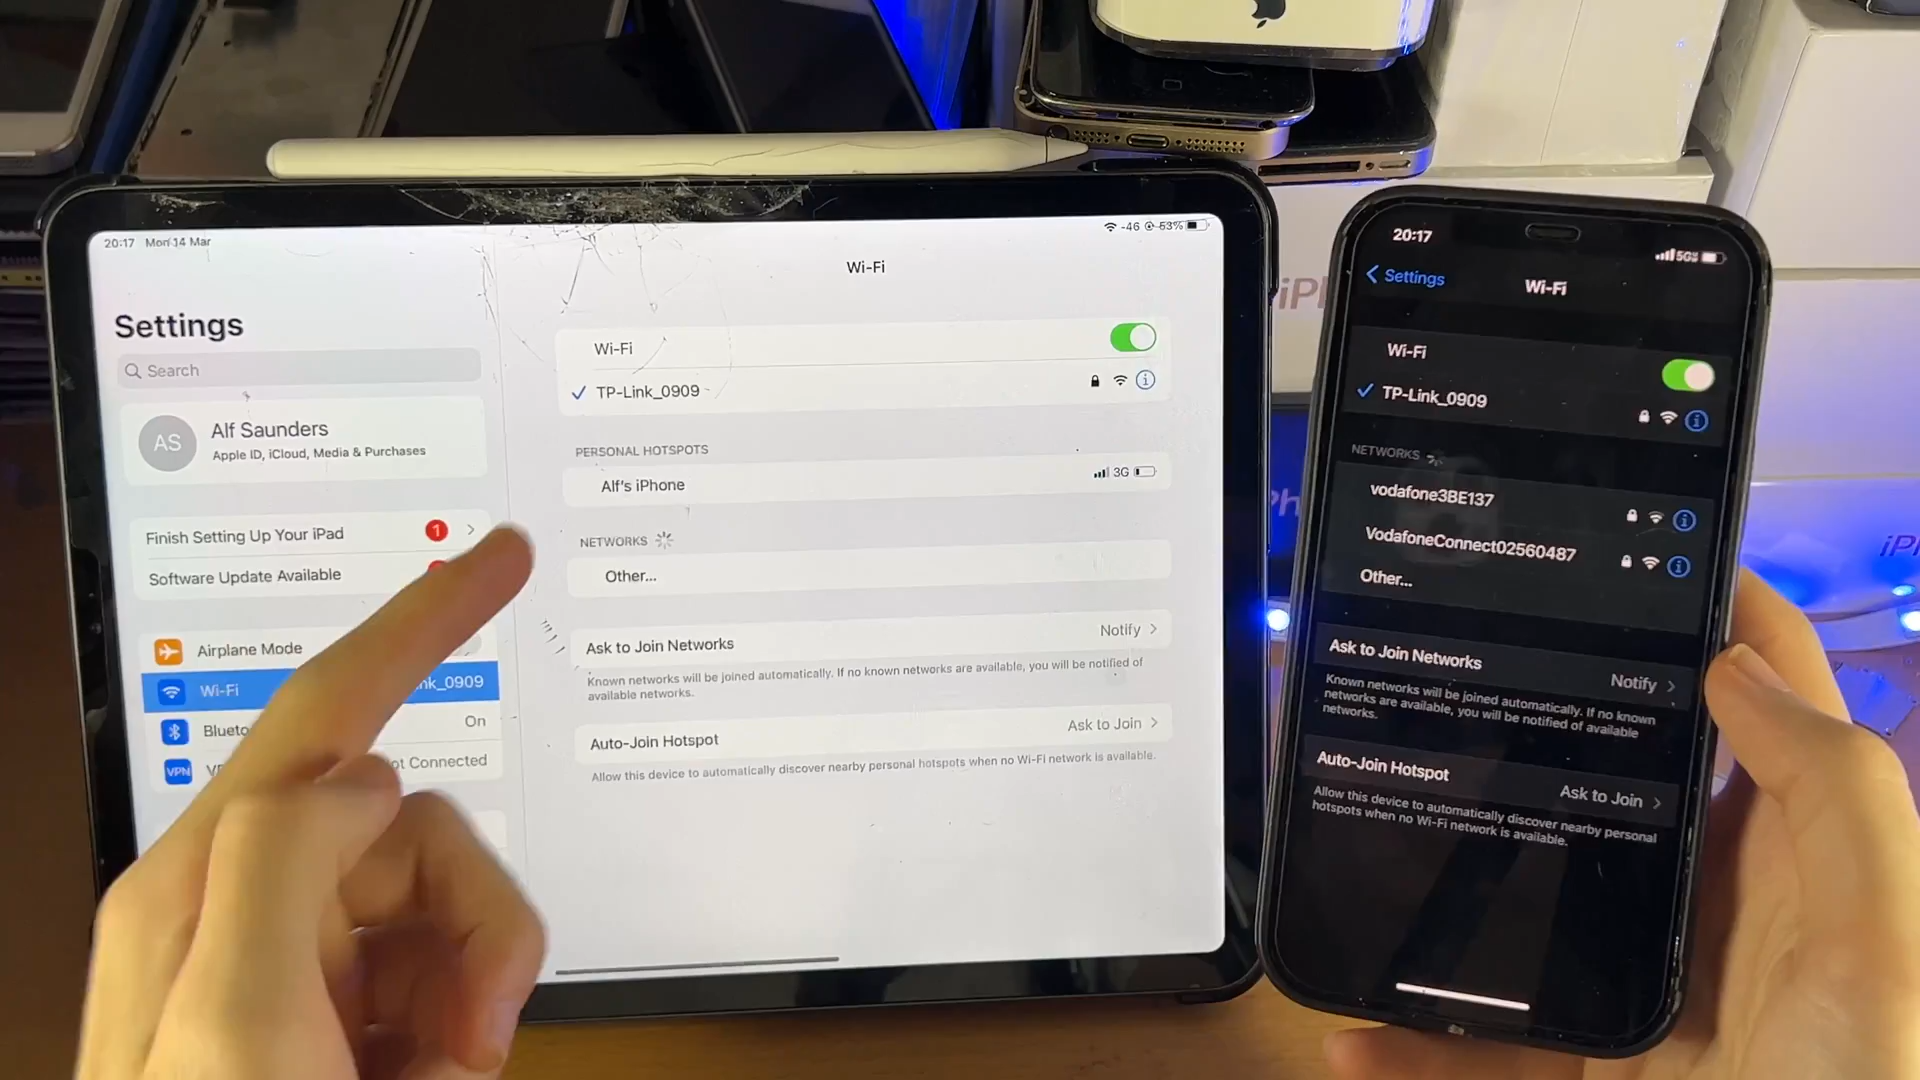 20:17 Mon 14 Mar
-46 53%
Settings
Search
AS
Alf Saunders
Apple ID, iCloud, Media & Purchases
Finish Setting Up Your iPad
1
Software Update Available
Airplane Mode
Wi-Fi
nk_0909
On
VPN
ot Connected
Wi-Fi
Wi-Fi
TP-Link_0909
PERSONAL HOTSPOTS
Alf's iPhone
3G
NETWORKS
Other...
Ask to Join Networks
Notify
Known networks will be joined automatically. If no known networks are available, you will be notified of
available networks.
Auto-Join Hotspot
Ask to Join
Allow this device to automatically discover nearby personal hotspots when no Wi-Fi network is available.
iP
iP
20:17
5G
Settings
Wi-Fi
Wi-Fi
TP-Link_0909
NETWORKS
vodafone3BE137
VodafoneConnect02560487
Other...
Ask to Join Networks
Notify
Known networks will be joined automatically. If no known
networks are available, you will be notified of available
networks.
Auto-Join Hotspot
Ask to Join
Allow this device to automatically discover nearby personal
hotspots when no Wi-Fi network is available.